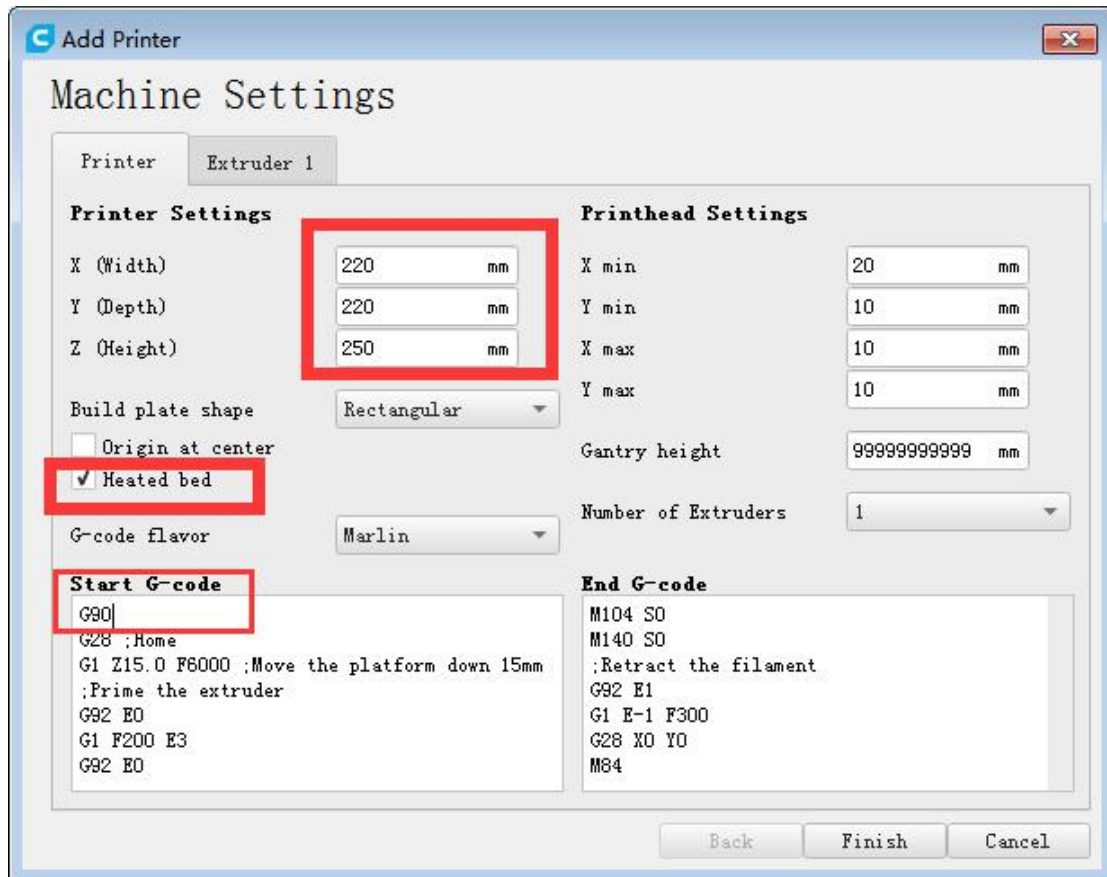 Add Printer
Machine Settings
Printer Extruder 1
Printer Settings
X (Width) 220 mm
Y (Depth) 220 mm
Z (Height) 250 mm
Build plate shape Rectangular
Origin at center
Heated bed
G-code flavor Marlin
Printhead Settings
X min 20 mm
Y min 10 mm
X max 10 mm
Y max 10 mm
Gantry height 99999999999 mm
Number of Extruders 1
Start G-code
G90
G28 ;Home
G1 Z15.0 F6000 ;Move the platform down 15mm
;Prime the extruder
G92 E0
G1 F200 E3
G92 E0
End G-code
M104 S0
M140 S0
;Retract the filament
G92 E1
G1 E-1 F300
G28 X0 Y0
M84
Back Finish Cancel